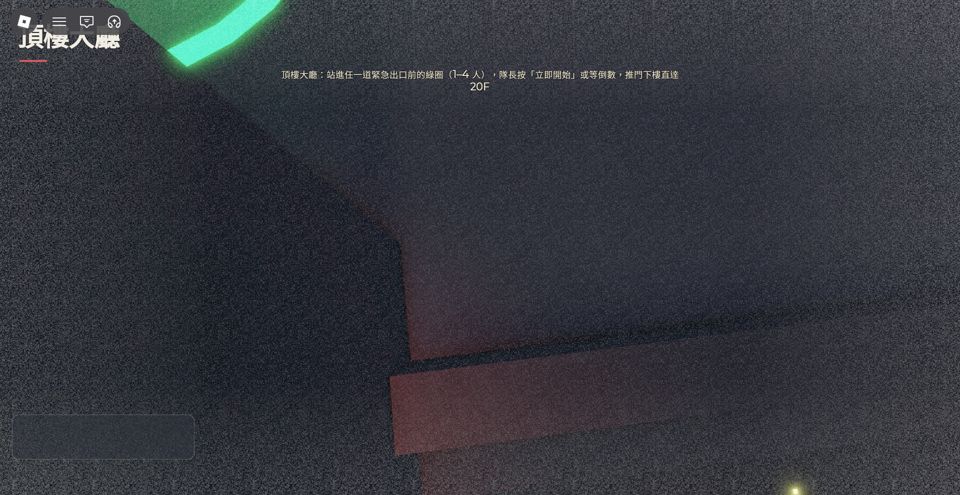 頂樓大廳
頂樓大廳：站進任一道緊急出口前的綠圈（1–4 人），隊長按「立即開始」或等倒數，推門下樓直達
20F